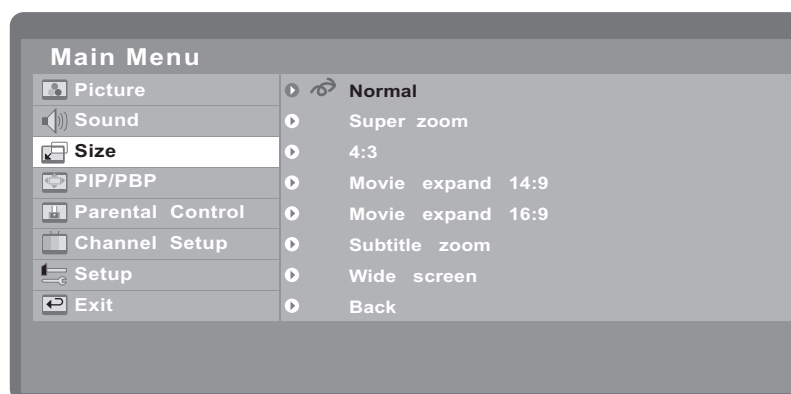 Main Menu
Picture
Sound
Size
PIP/PBP
Parental Control
Channel Setup
Setup
Exit
Normal
Super zoom
4:3
Movie expand 14:9
Movie expand 16:9
Subtitle zoom
Wide screen
Back